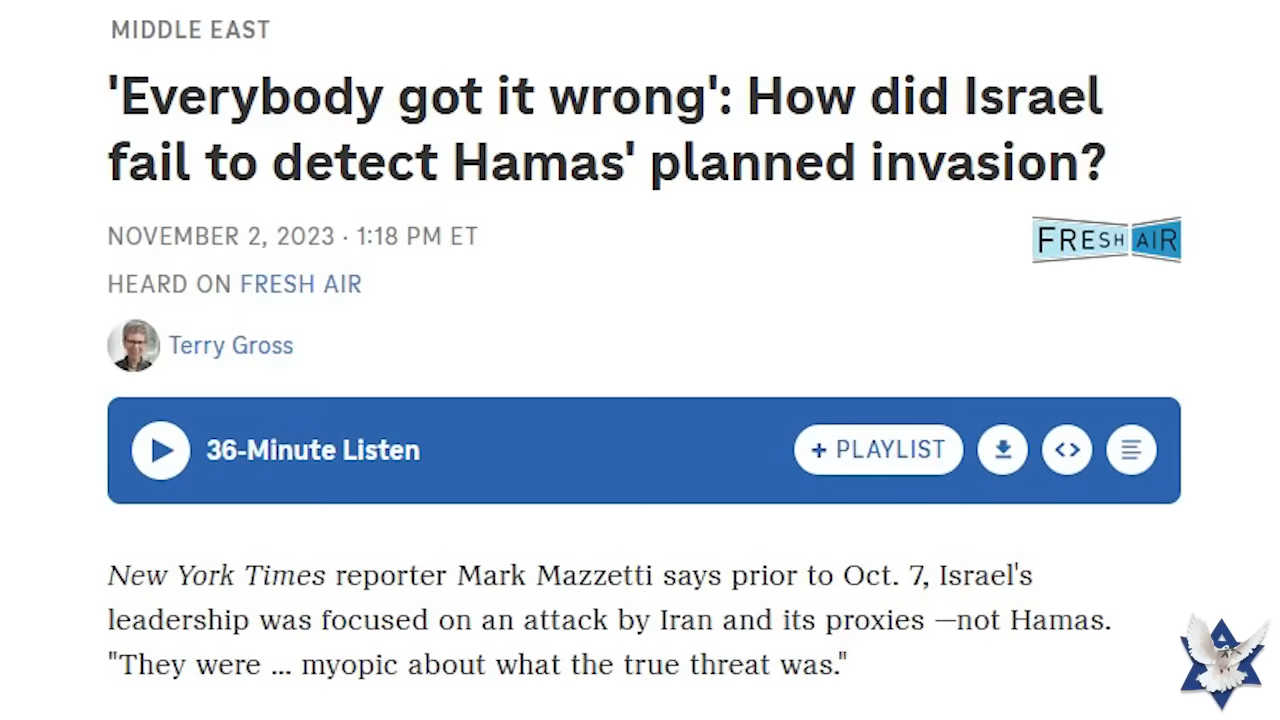 MIDDLE EAST
'Everybody got it wrong': How did Israel
fail to detect Hamas' planned invasion?
NOVEMBER 2, 2023 · 1:18 PM ET
HEARD ON FRESH AIR
FRESH AIR
Terry Gross
36-Minute Listen
+ PLAYLIST
New York Times reporter Mark Mazzetti says prior to Oct. 7, Israel's
leadership was focused on an attack by Iran and its proxies —not Hamas.
"They were ... myopic about what the true threat was."